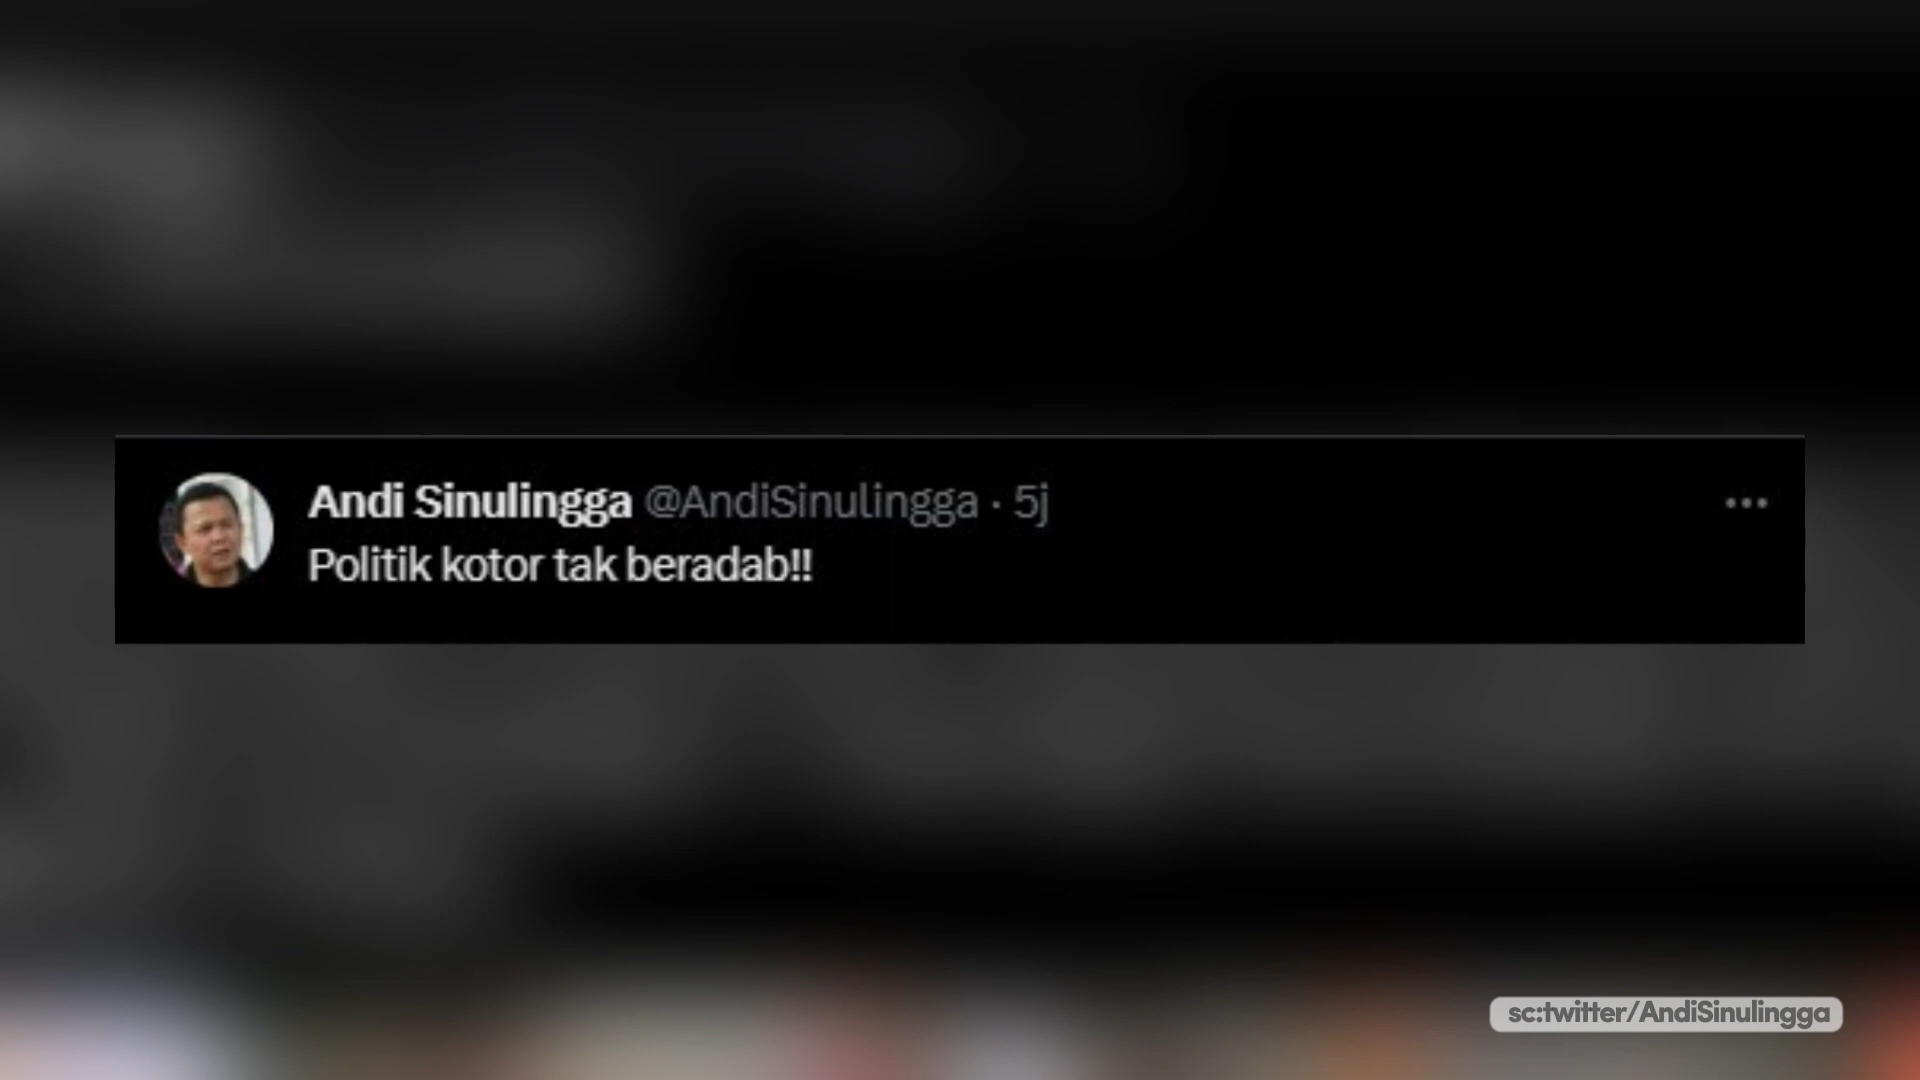 Andi Sinulingga @AndiSinulingga · 5j
Politik kotor tak beradab!!
sc:twitter/AndiSinulingga